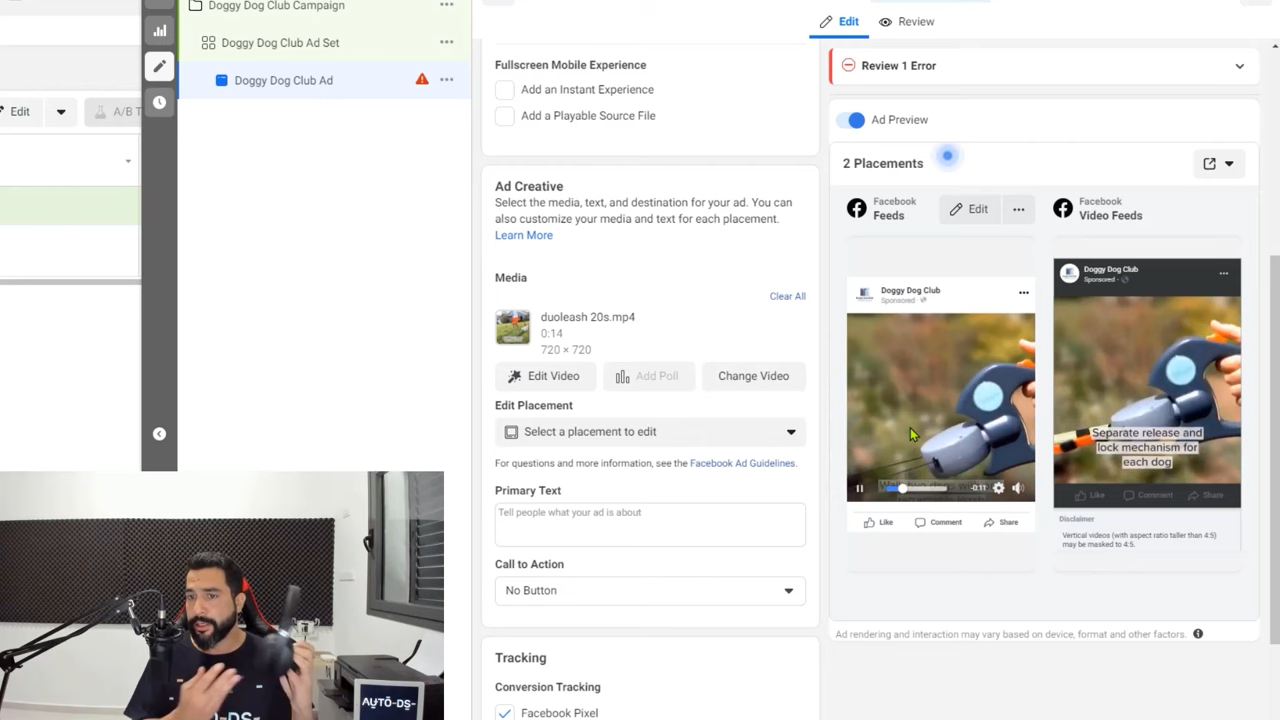 Doggy Dog Club Campaign
Doggy Dog Club Ad Set
Doggy Dog Club Ad
Edit
A/B T
Edit
Review
Fullscreen Mobile Experience
Add an Instant Experience
Add a Playable Source File
Ad Creative
Select the media, text, and destination for your ad. You can
also customize your media and text for each placement.
Learn More
Media
Clear All
duoleash 20s.mp4
0:14
720 × 720
Edit Video
Add Poll
Change Video
Edit Placement
Select a placement to edit
For questions and more information, see the Facebook Ad Guidelines.
Primary Text
Tell people what your ad is about
Call to Action
No Button
Tracking
Conversion Tracking
Facebook Pixel
Review 1 Error
Ad Preview
2 Placements
Facebook
Feeds
Edit
Facebook
Video Feeds
Doggy Dog Club
Sponsored ·
-0:11
Like
Comment
Share
Doggy Dog Club
Sponsored ·
Separate release and
lock mechanism for
each dog
Like
Comment
Share
Disclaimer
Vertical videos (with aspect ratio taller than 4:5)
may be masked to 4:5.
Ad rendering and interaction may vary based on device, format and other factors.
AUTO-DS-
AUTO-DS-